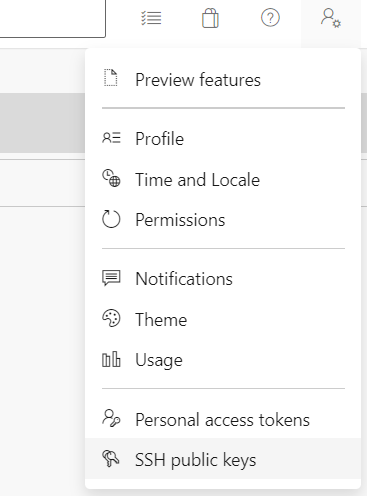 Preview features
Profile
Time and Locale
Permissions
Notifications
Theme
Usage
Personal access tokens
SSH public keys